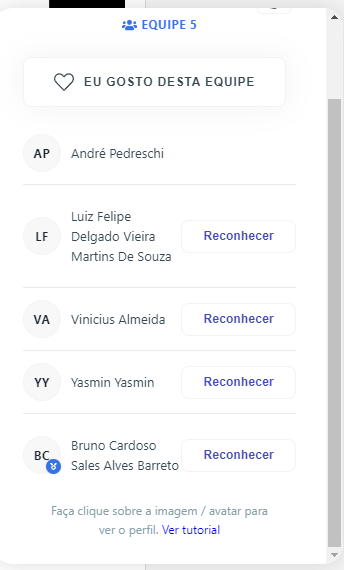 EQUIPE 5
EU GOSTO DESTA EQUIPE
AP André Pedreschi
LF Luiz Felipe
Delgado Vieira
Martins De Souza
Reconhecer
VA Vinicius Almeida Reconhecer
YY Yasmin Yasmin Reconhecer
BC Bruno Cardoso
Sales Alves Barreto
Reconhecer
Faça clique sobre a imagem / avatar para
ver o perfil. Ver tutorial